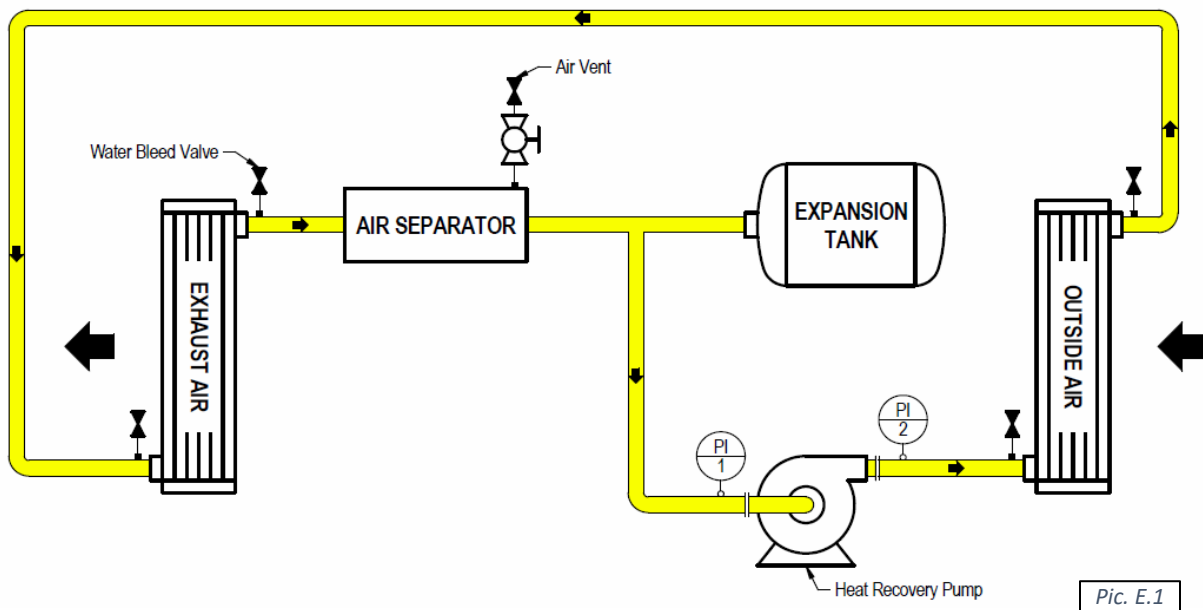 Air Vent
Water Bleed Valve
AIR SEPARATOR
EXPANSION
TANK
EXHAUST AIR
OUTSIDE AIR
PI
1
PI
2
Heat Recovery Pump
Pic. E.1